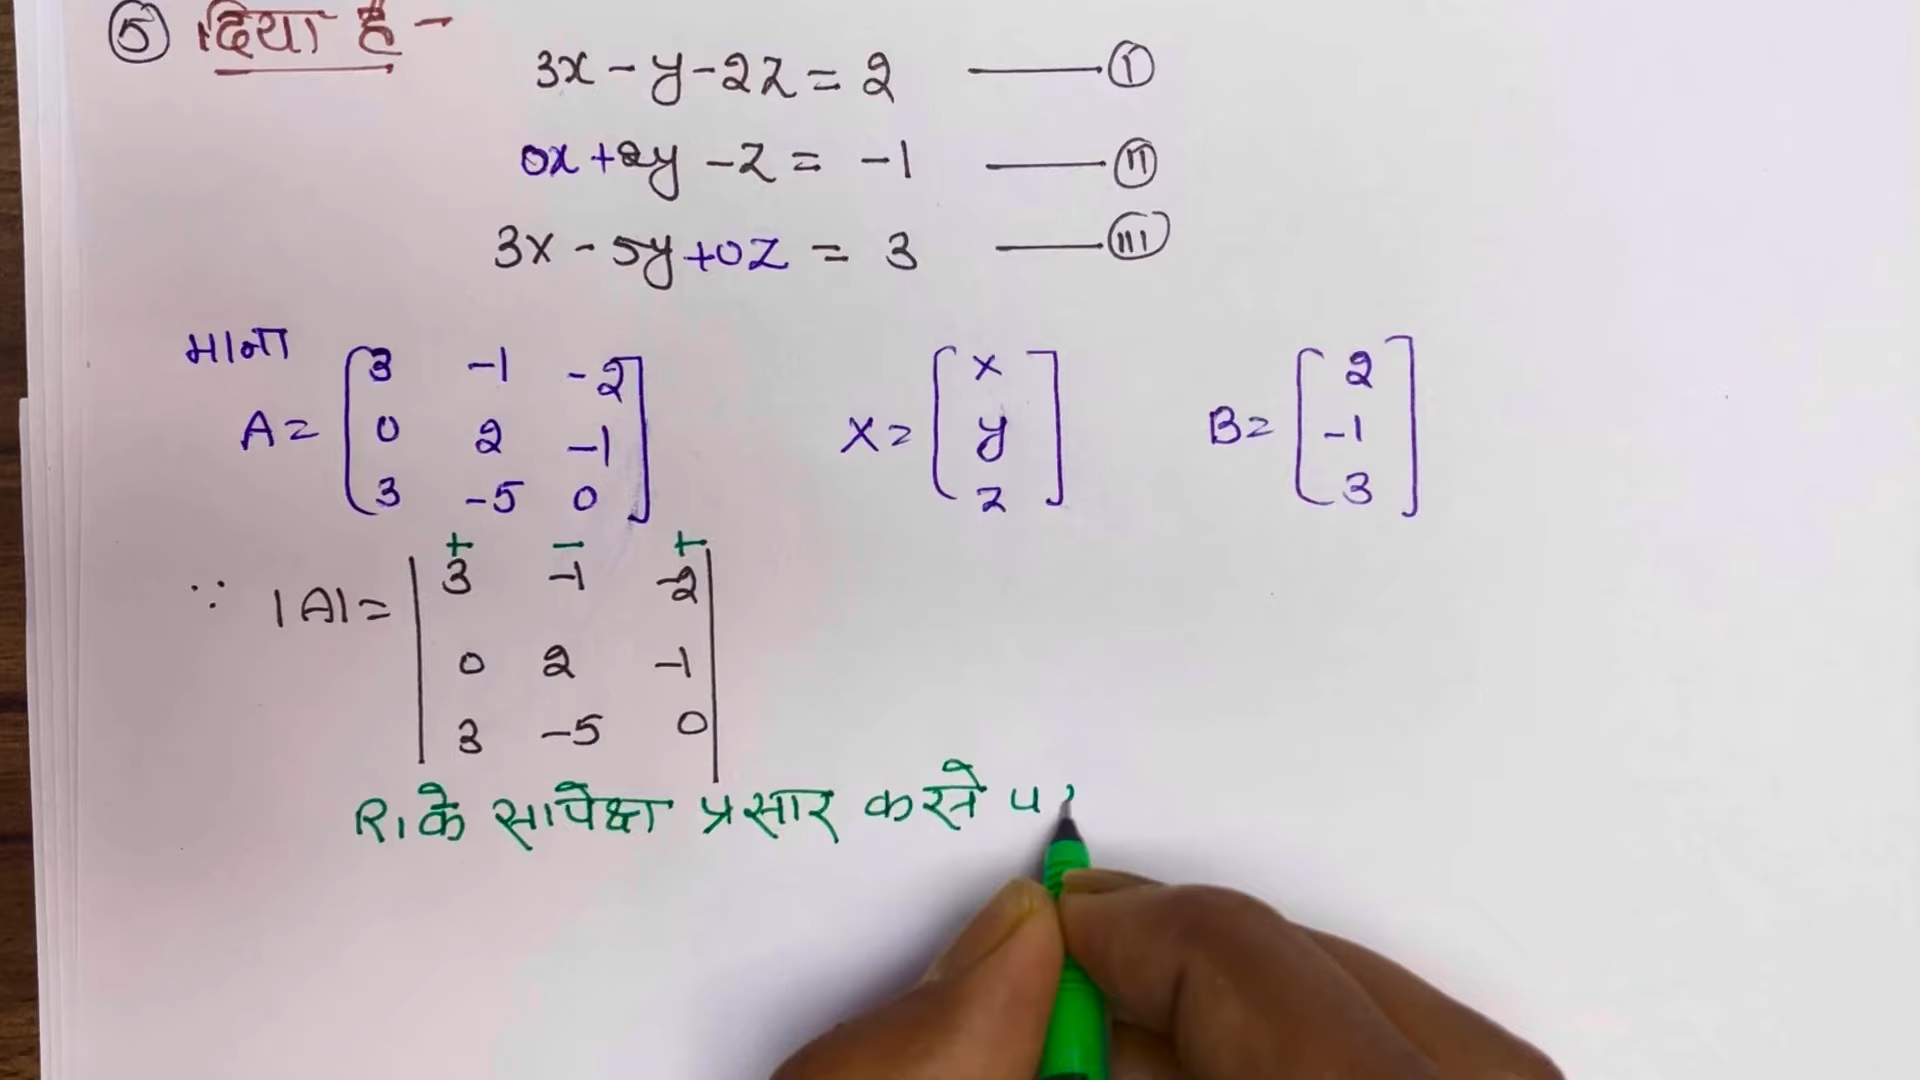 ⑤ दिया है -
3x - y - 2z = 2 —— (i)
0x + 2y - z = -1 —— (ii)
3x - 5y + 0z = 3 —— (iii)
माना
A = [3 -1 -2
0 2 -1
3 -5 0]
X = [x
y
z]
B = [2
-1
3]
+ - +
∵ |A| = |3 -1 -2
0 2 -1
3 -5 0|
R₁ के सापेक्ष प्रसार करने प